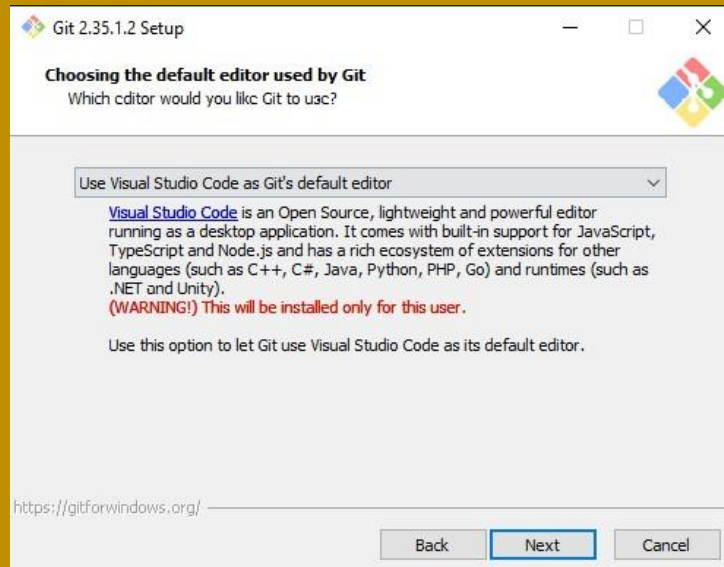 Git 2.35.1.2 Setup
Choosing the default editor used by Git
Which editor would you like Git to use?
Use Visual Studio Code as Git's default editor
Visual Studio Code is an Open Source, lightweight and powerful editor
running as a desktop application. It comes with built-in support for JavaScript,
TypeScript and Node.js and has a rich ecosystem of extensions for other
languages (such as C++, C#, Java, Python, PHP, Go) and runtimes (such as
.NET and Unity).
(WARNING!) This will be installed only for this user.
Use this option to let Git use Visual Studio Code as its default editor.
https://gitforwindows.org/
Back Next Cancel